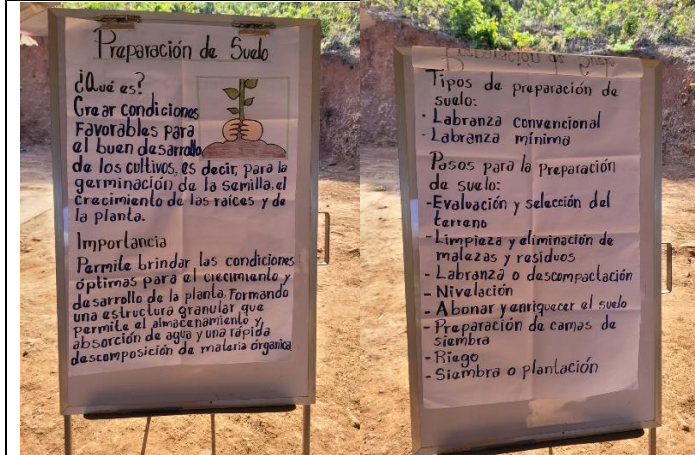 Preparación de Suelo
¿Qué es?
Crear condiciones
Favorables para
el buen desarrollo
de los cultivos, es decir, para la
germinación de la semilla, el
crecimiento de las raíces y de
la planta.
Importancia
Permite brindar las condiciones
óptimas para el crecimiento y
desarrollo de la planta. Formando
una estructura granular que
permite el almacenamiento y
absorción de agua y una rápida
descomposición de materia órganica
Tipos de preparación de
suelo:
- Labranza convencional
- Labranza mínima
Pasos para la preparación
de suelo:
- Evaluación y selección del
terreno
- Limpieza y eliminación de
malezas y residuos
- Labranza o descompactación
- Nivelación
- Abonar y enriquecer el suelo
- Preparación de camas de
siembra
- Riego
- Siembra o plantación